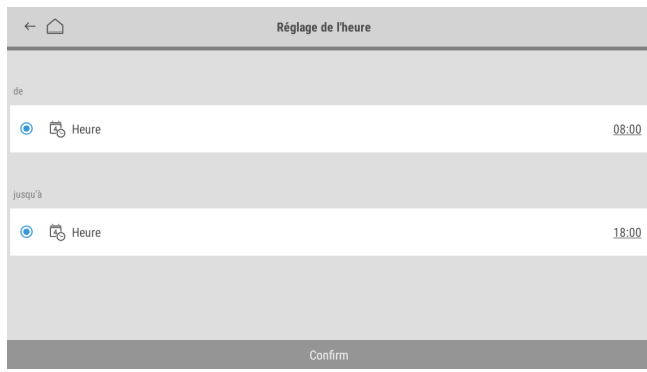 Réglage de l'heure
de
Heure 08:00
jusqu'à
Heure 18:00
Confirm